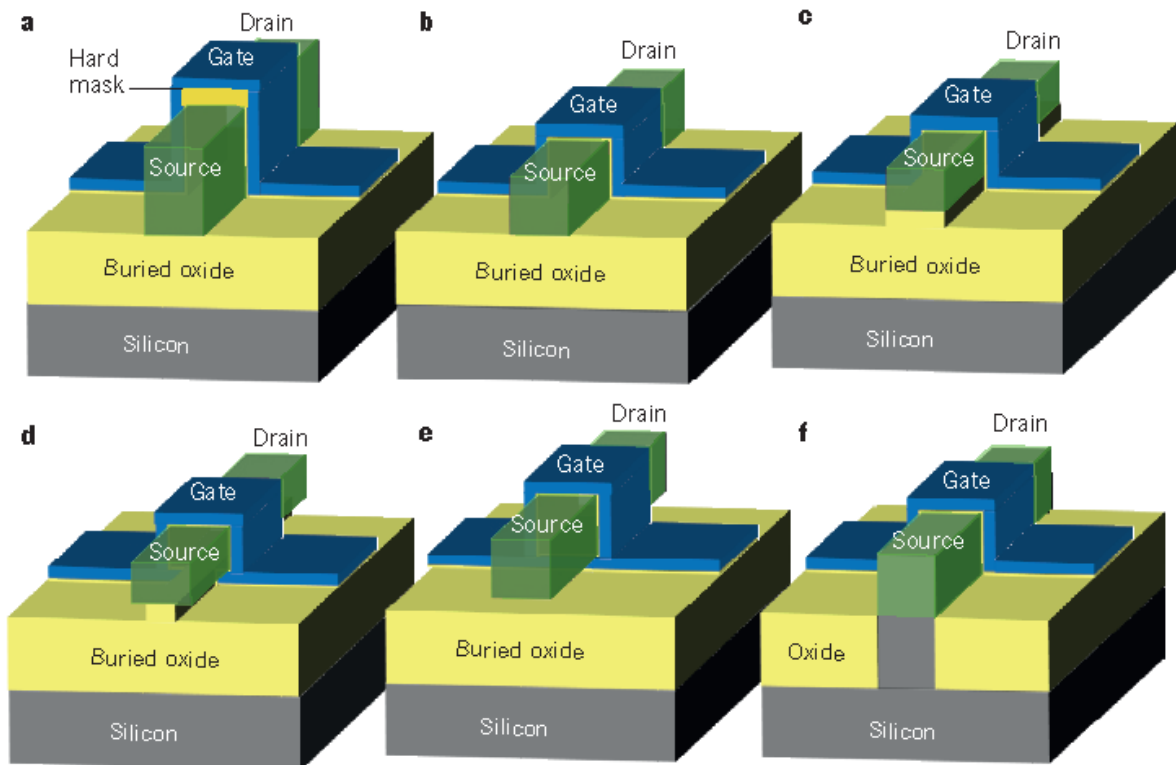 a
Drain
Hard
mask
Gate
Source
Buried oxide
Silicon
b
Drain
Gate
Source
Buried oxide
Silicon
c
Drain
Gate
Source
Buried oxide
Silicon
d
Drain
Gate
Source
Buried oxide
Silicon
e
Drain
Gate
Source
Buried oxide
Silicon
f
Drain
Gate
Source
Oxide
Silicon